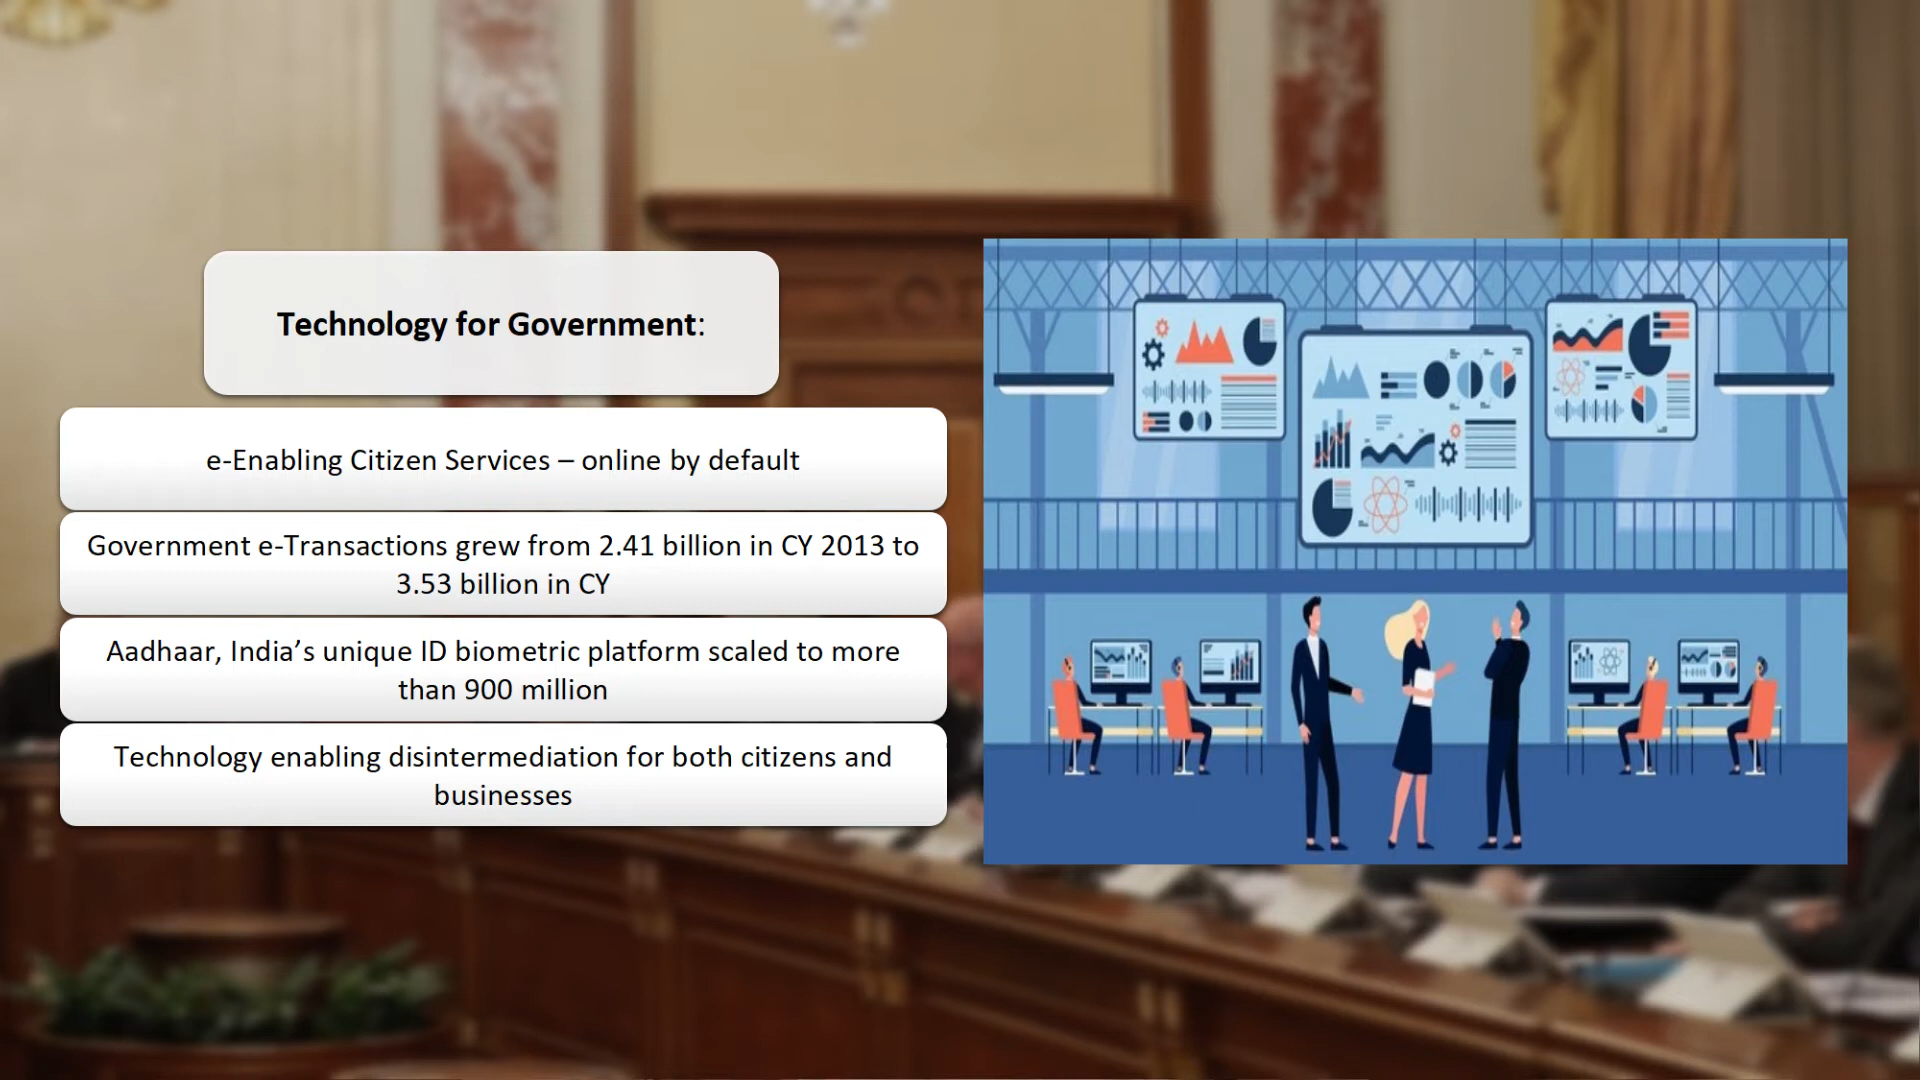 Technology for Government:
e-Enabling Citizen Services – online by default
Government e-Transactions grew from 2.41 billion in CY 2013 to
3.53 billion in CY
Aadhaar, India’s unique ID biometric platform scaled to more
than 900 million
Technology enabling disintermediation for both citizens and
businesses